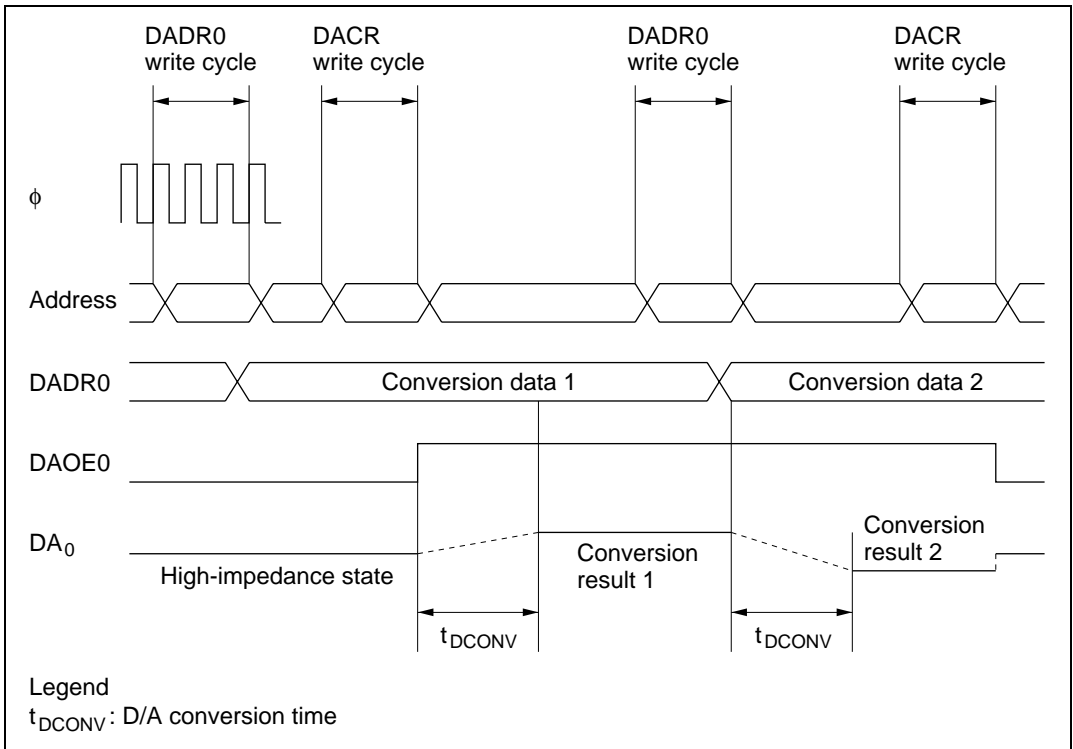 DADR0 write cycle
DACR write cycle
DADR0 write cycle
DACR write cycle
ϕ
Address
DADR0
Conversion data 1
Conversion data 2
DAOE0
DA0
High-impedance state
Conversion result 1
Conversion result 2
tDCONV
tDCONV
Legend
tDCONV : D/A conversion time